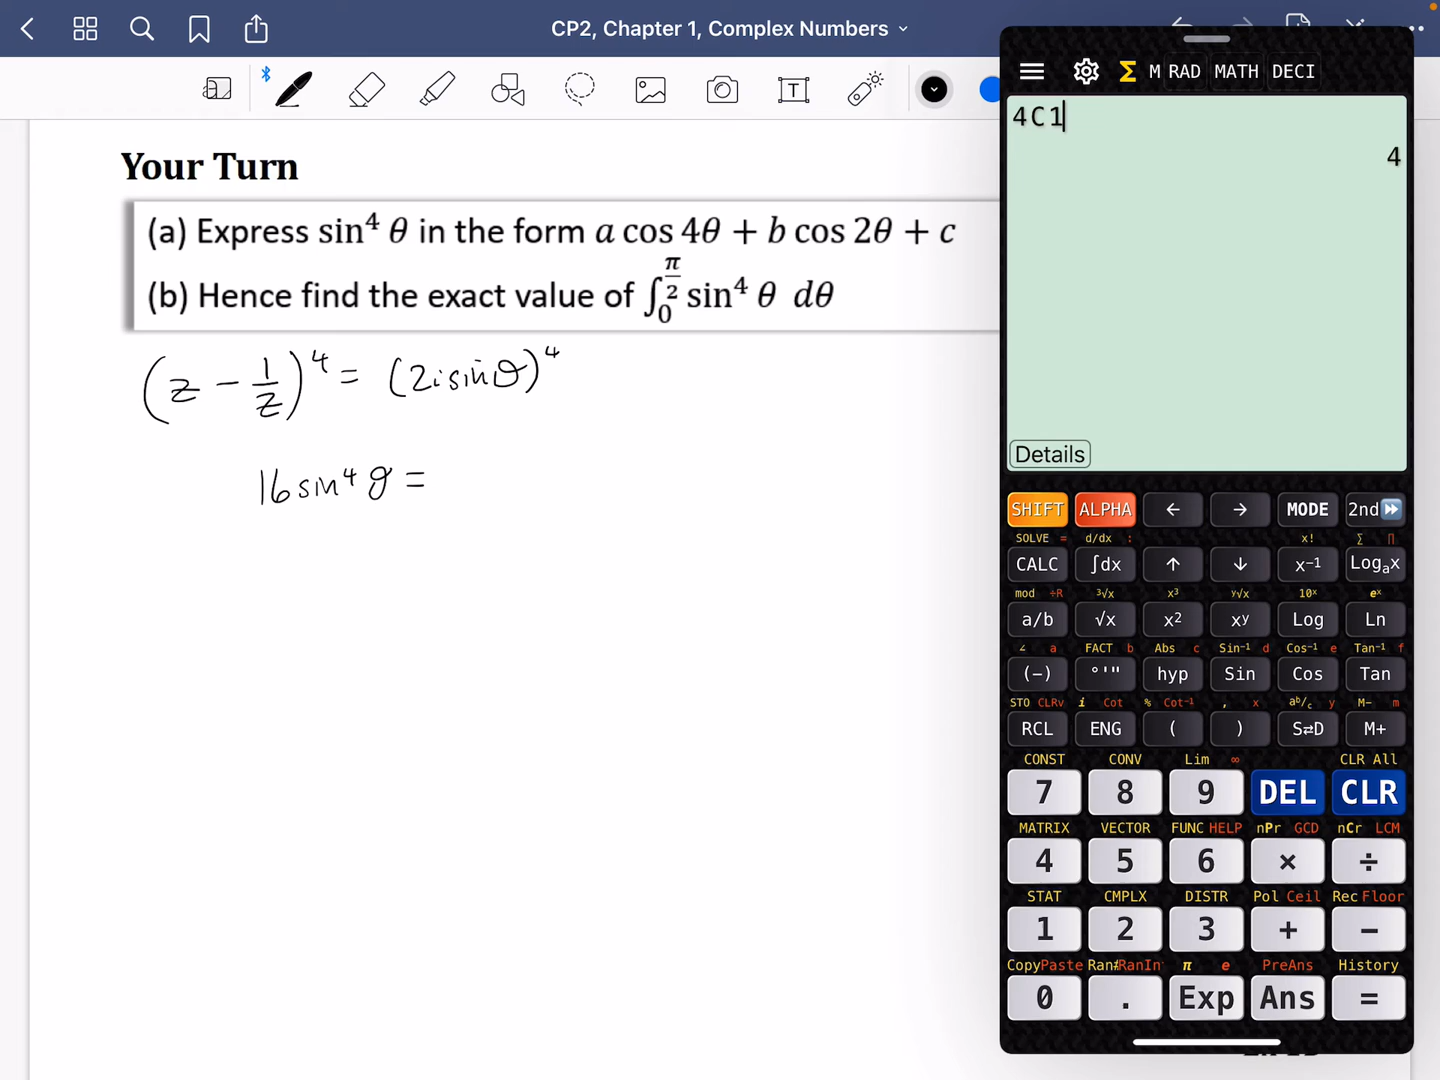 CP2, Chapter 1, Complex Numbers
Your Turn
(a) Express sin⁴ θ in the form a cos 4θ + b cos 2θ + c
(b) Hence find the exact value of ∫₀^(π/2) sin⁴ θ dθ
(z − 1/z)⁴ = (2i sin θ)⁴
16 sin⁴ θ =
M RAD MATH DECI
4C1
4
Details
SHIFT ALPHA ← → MODE 2nd
SOLVE = d/dx : x! ∑ ∏
CALC ∫dx ↑ ↓ x⁻¹ Logₐx
mod ÷R ³√x x³ ʸ√x 10ˣ eˣ
a/b √x x² xʸ Log Ln
∠ a FACT b Abs c Sin⁻¹ d Cos⁻¹ e Tan⁻¹ f
(−) °'" hyp Sin Cos Tan
STO CLRv i Cot % Cot⁻¹ , x aᵇ/c y M− m
RCL ENG ( ) S⇄D M+
CONST CONV Lim ∞ CLR All
7 8 9 DEL CLR
MATRIX VECTOR FUNC HELP nPr GCD nCr LCM
4 5 6 × ÷
STAT CMPLX DISTR Pol Ceil Rec Floor
1 2 3 + −
Copy Paste Ran# RanIn π e PreAns History
0 . Exp Ans =